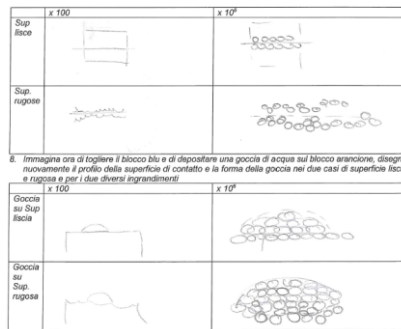 x 100 x 10⁶
Sup
lisce
Sup.
rugose
8. Immagina ora di togliere il blocco blu e di depositare una goccia di acqua sul blocco arancione, disegn
nuovamente il profilo della superficie di contatto e la forma della goccia nei due casi di superficie lisc
e rugosa e per i due diversi ingrandimenti
x 100 x 10⁶
Goccia
su Sup
liscia
Goccia
su
Sup.
rugosa